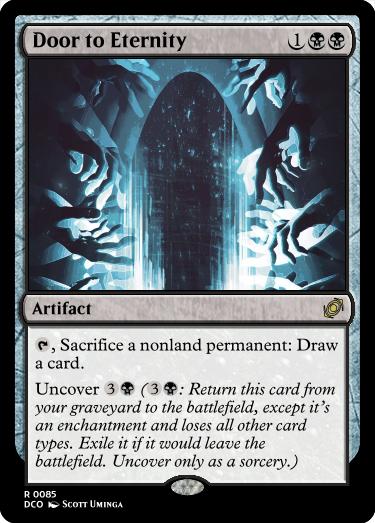 Door to Eternity 1
Artifact
, Sacrifice a nonland permanent: Draw
a card.
Uncover 3 (3: Return this card from
your graveyard to the battlefield, except it's
an enchantment and loses all other card
types. Exile it if it would leave the
battlefield. Uncover only as a sorcery.)
R 0085
DCO Scott Uminga